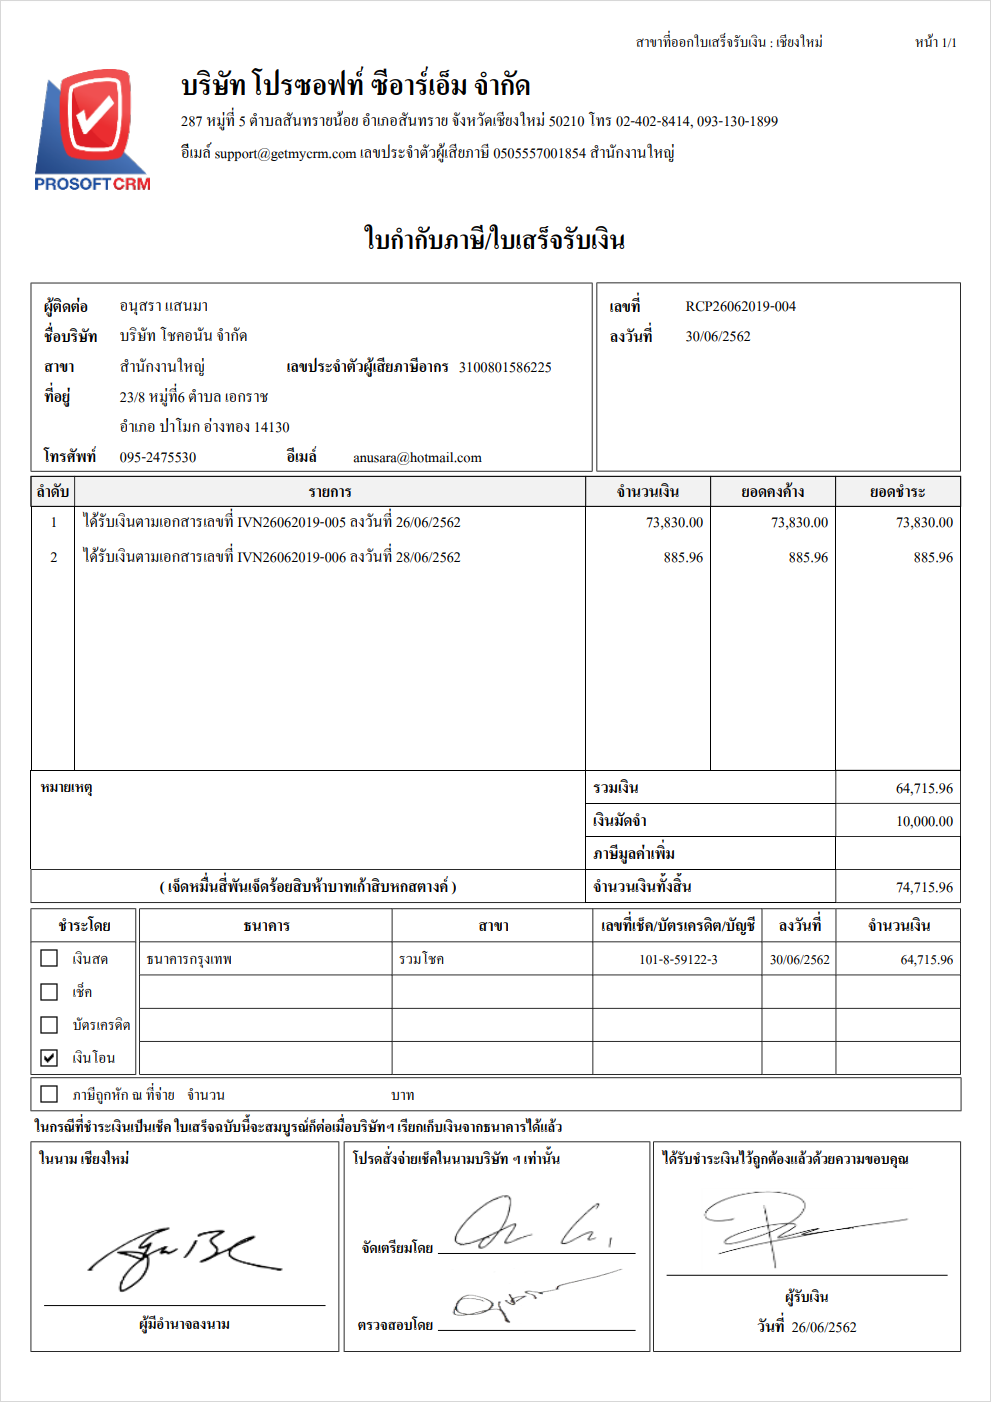 สาขาที่ออกใบเสร็จรับเงิน : เชียงใหม่ หน้า 1/1
บริษัท โปรซอฟท์ ซีอาร์เอ็ม จำกัด
287 หมู่ที่ 5 ตำบลสันทรายน้อย อำเภอสันทราย จังหวัดเชียงใหม่ 50210 โทร 02-402-8414, 093-130-1899
อีเมล์ support@getmycrm.com เลขประจำตัวผู้เสียภาษี 0505557001854 สำนักงานใหญ่
PROSOFTCRM
ใบกำกับภาษี/ใบเสร็จรับเงิน
ผู้ติดต่อ อนุสรา แสนมา เลขที่ RCP26062019-004
ชื่อบริษัท บริษัท โชคอนัน จำกัด ลงวันที่ 30/06/2562
สาขา สำนักงานใหญ่ เลขประจำตัวผู้เสียภาษีอากร 3100801586225
ที่อยู่ 23/8 หมู่ที่6 ตำบล เอกราช
อำเภอ ปาโมก อ่างทอง 14130
โทรศัพท์ 095-2475530 อีเมล์ anusara@hotmail.com
ลำดับ รายการ จำนวนเงิน ยอดคงค้าง ยอดชำระ
1 ได้รับเงินตามเอกสารเลขที่ IVN26062019-005 ลงวันที่ 26/06/2562 73,830.00 73,830.00 73,830.00
2 ได้รับเงินตามเอกสารเลขที่ IVN26062019-006 ลงวันที่ 28/06/2562 885.96 885.96 885.96
หมายเหตุ รวมเงิน 64,715.96
เงินมัดจำ 10,000.00
ภาษีมูลค่าเพิ่ม
( เจ็ดหมื่นสี่พันเจ็ดร้อยสิบห้าบาทเก้าสิบหกสตางค์ ) จำนวนเงินทั้งสิ้น 74,715.96
ชำระโดย ธนาคาร สาขา เลขที่เช็ค/บัตรเครดิต/บัญชี ลงวันที่ จำนวนเงิน
เงินสด ธนาคารกรุงเทพ รวมโชค 101-8-59122-3 30/06/2562 64,715.96
เช็ค
บัตรเครดิต
เงินโอน
ภาษีถูกหัก ณ ที่จ่าย จำนวน บาท
ในกรณีที่ชำระเงินเป็นเช็ค ใบเสร็จฉบับนี้จะสมบูรณ์ก็ต่อเมื่อบริษัทฯ เรียกเก็บเงินจากธนาคารได้แล้ว
ในนาม เชียงใหม่ โปรดสั่งจ่ายเช็คในนามบริษัท ฯ เท่านั้น ได้รับชำระเงินไว้ถูกต้องแล้วด้วยความขอบคุณ
จัดเตรียมโดย
ผู้รับเงิน
ผู้มีอำนาจลงนาม ตรวจสอบโดย วันที่ 26/06/2562